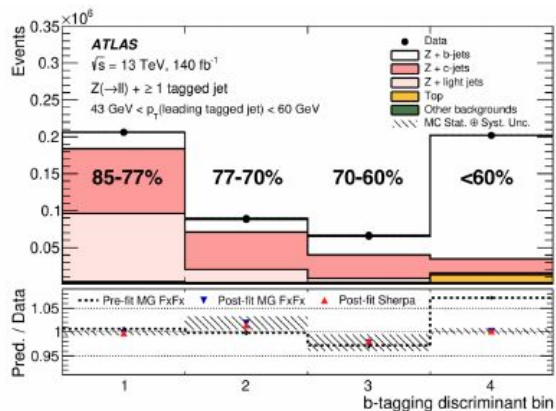 ×10⁶
Events
0.35
0.3
0.25
0.2
0.15
0.1
0.05
ATLAS
√s = 13 TeV, 140 fb⁻¹
Z(→ll) + ≥ 1 tagged jet
43 GeV < pT(leading tagged jet) < 60 GeV
Data
Z + b-jets
Z + c-jets
Z + light jets
Top
Other backgrounds
MC Stat. ⊕ Syst. Unc.
85-77%
77-70%
70-60%
<60%
Pred. / Data
1.05
1
0.95
Pre-fit MG FxFx
Post-fit MG FxFx
Post-fit Sherpa
1
2
3
4
b-tagging discriminant bin